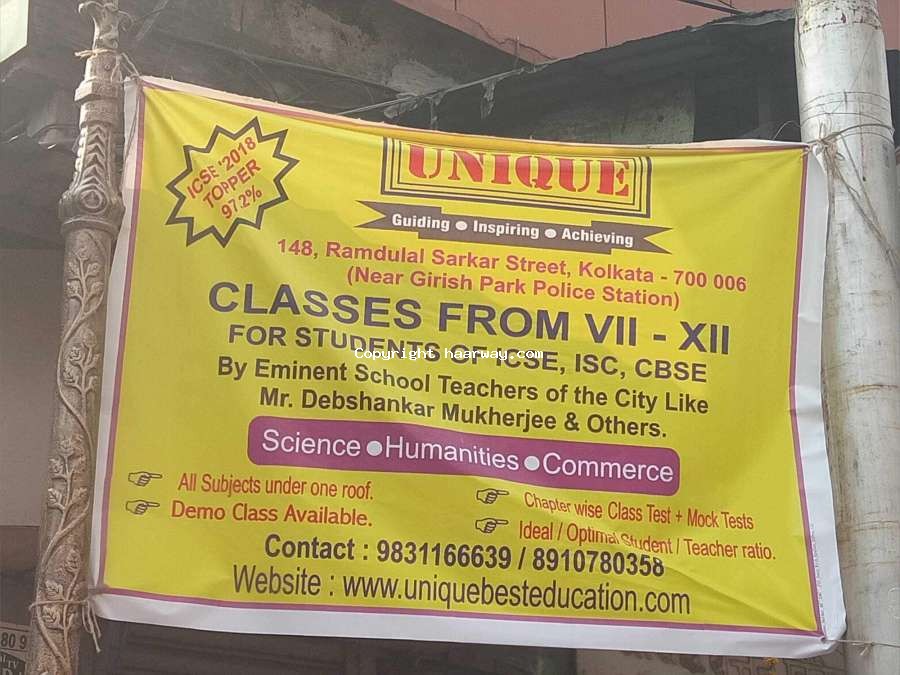 ICSE '2018
TOPPER
97.2%
UNIQUE
Guiding ● Inspiring ● Achieving
148, Ramdulal Sarkar Street, Kolkata - 700 006
(Near Girish Park Police Station)
CLASSES FROM VII - XII
FOR STUDENTS OF ICSE, ISC, CBSE
Copyright haarway.com
By Eminent School Teachers of the City Like
Mr. Debshankar Mukherjee & Others.
Science ● Humanities ● Commerce
All Subjects under one roof.
Demo Class Available.
Chapter wise Class Test + Mock Tests
Ideal / Optimal Student / Teacher ratio.
Contact : 9831166639 / 8910780358
Website : www.uniquebesteducation.com
80 9
TV